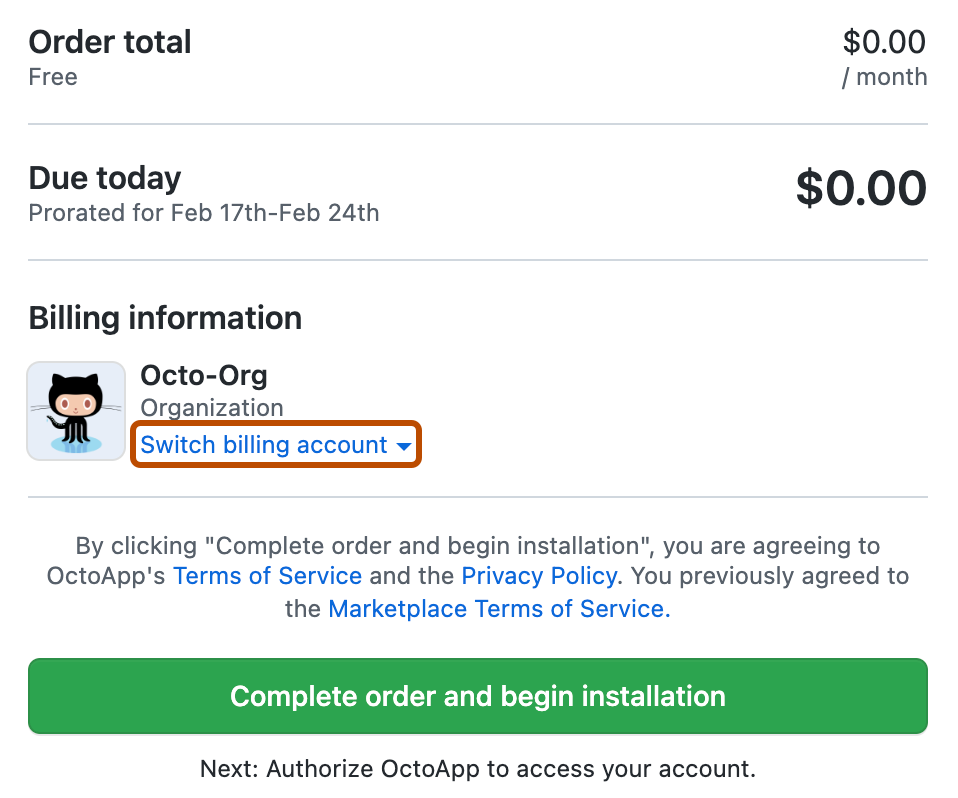 Order total
$0.00
Free
/ month
Due today
$0.00
Prorated for Feb 17th-Feb 24th
Billing information
Octo-Org
Organization
Switch billing account
By clicking "Complete order and begin installation", you are agreeing to
OctoApp's Terms of Service and the Privacy Policy. You previously agreed to
the Marketplace Terms of Service.
Complete order and begin installation
Next: Authorize OctoApp to access your account.